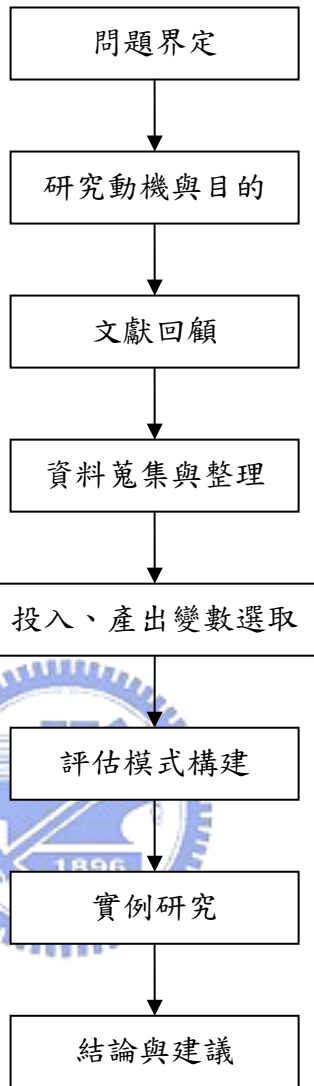 問題界定
研究動機與目的
文獻回顧
資料蒐集與整理
投入、產出變數選取
評估模式構建
1896
實例研究
結論與建議